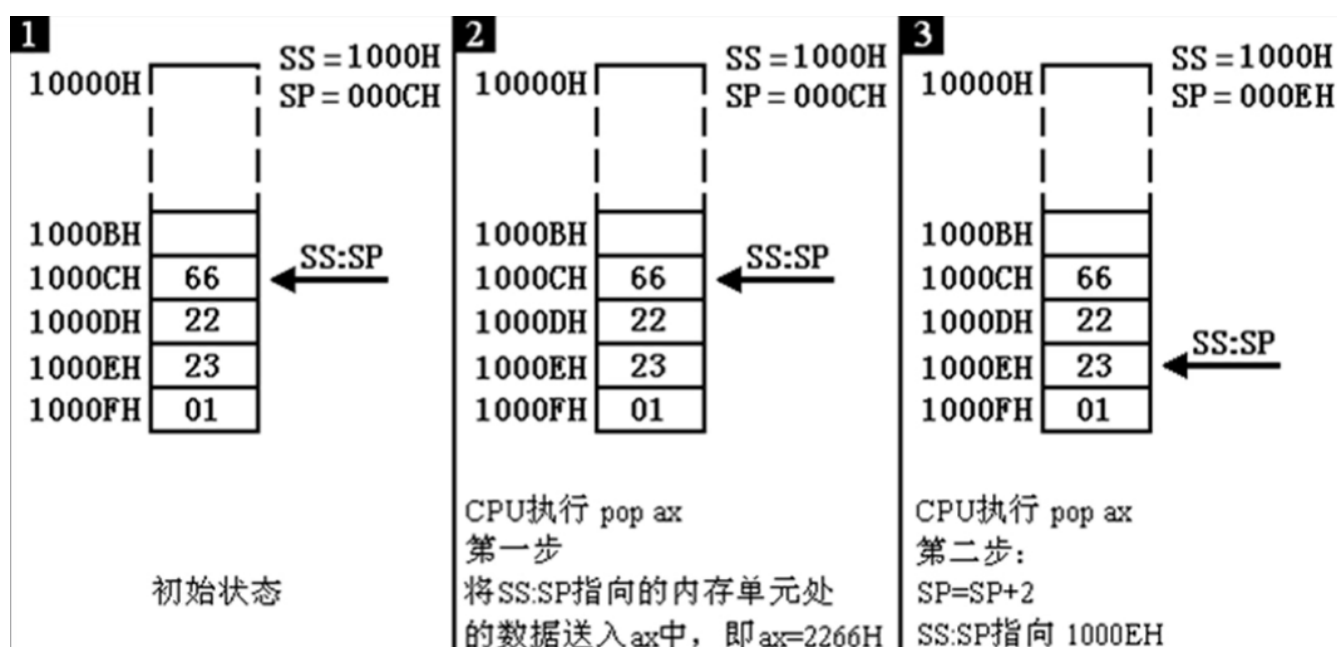 1
SS=1000H
SP=000CH
10000H
1000BH
1000CH 66
SS:SP
1000DH 22
1000EH 23
1000FH 01
初始状态
2
SS=1000H
SP=000CH
10000H
1000BH
1000CH 66
SS:SP
1000DH 22
1000EH 23
1000FH 01
CPU执行 pop ax
第一步
将SS:SP指向的内存单元处
的数据送入ax中，即ax=2266H
3
SS=1000H
SP=000EH
10000H
1000BH
1000CH 66
1000DH 22
1000EH 23
SS:SP
1000FH 01
CPU执行 pop ax
第二步：
SP=SP+2
SS:SP指向 1000EH